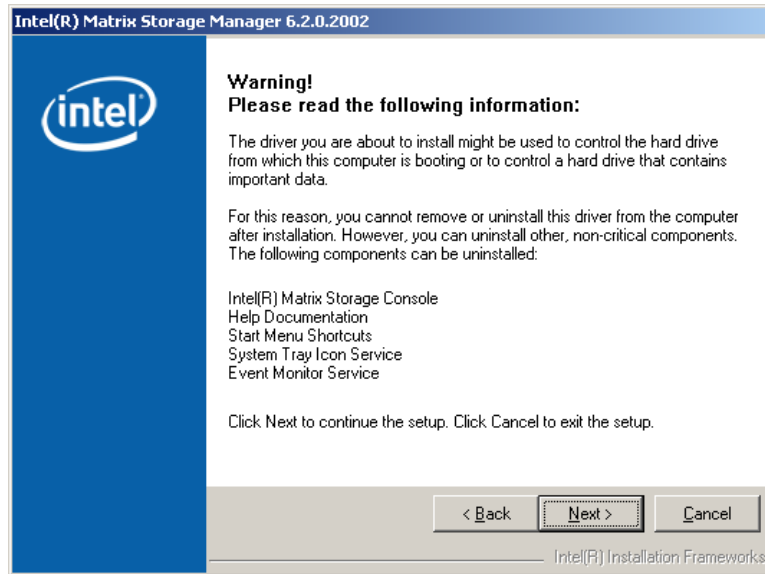 Intel(R) Matrix Storage Manager 6.2.0.2002
intel
Warning!
Please read the following information:
The driver you are about to install might be used to control the hard drive
from which this computer is booting or to control a hard drive that contains
important data.
For this reason, you cannot remove or uninstall this driver from the computer
after installation. However, you can uninstall other, non-critical components.
The following components can be uninstalled:
Intel(R) Matrix Storage Console
Help Documentation
Start Menu Shortcuts
System Tray Icon Service
Event Monitor Service
Click Next to continue the setup. Click Cancel to exit the setup.
< Back Next > Cancel
Intel(R) Installation Frameworks